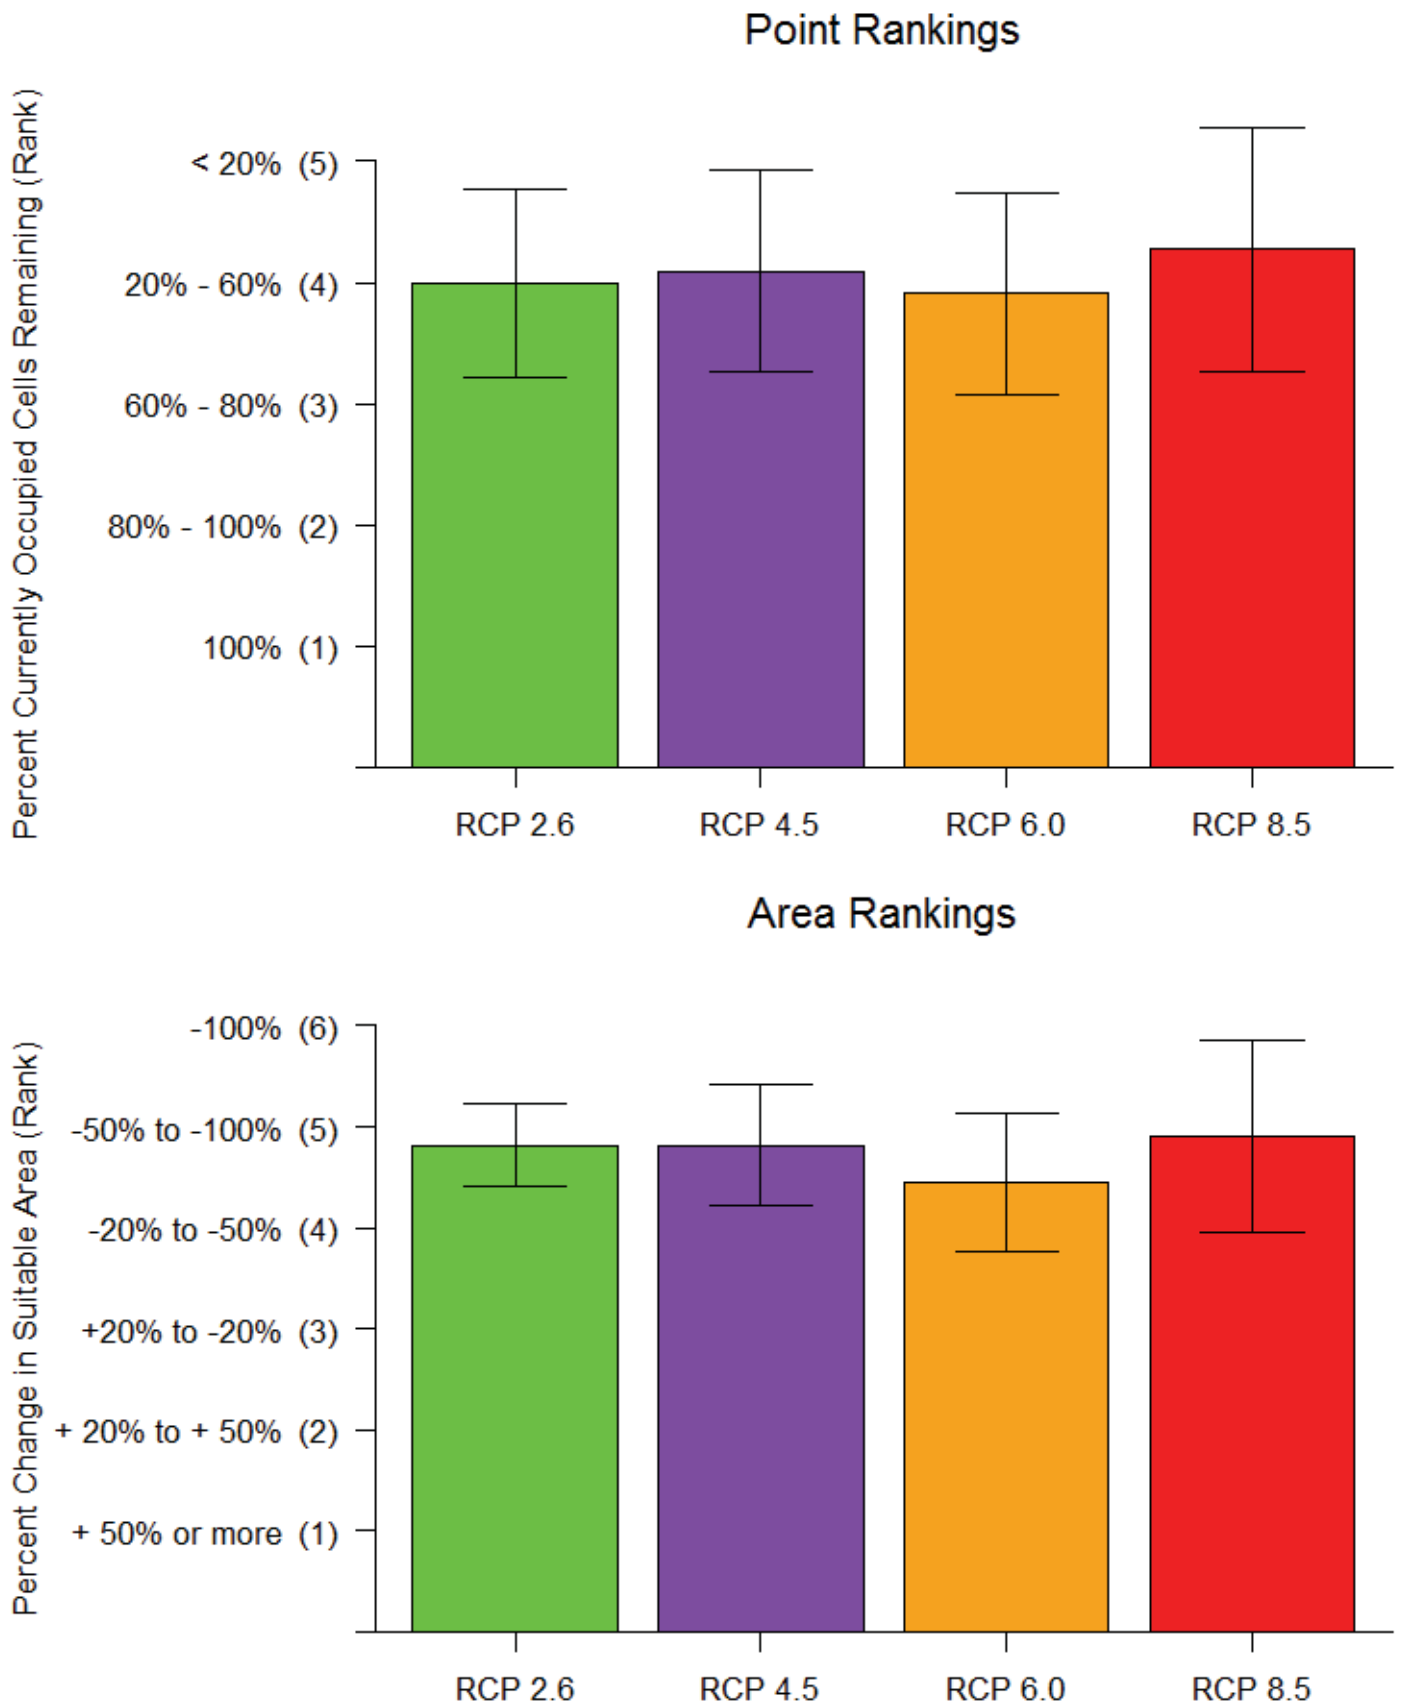 Point Rankings
Percent Currently Occupied Cells Remaining (Rank)
< 20% (5)
20% - 60% (4)
60% - 80% (3)
80% - 100% (2)
100% (1)
RCP 2.6
RCP 4.5
RCP 6.0
RCP 8.5
Area Rankings
Percent Change in Suitable Area (Rank)
-100% (6)
-50% to -100% (5)
-20% to -50% (4)
+20% to -20% (3)
+ 20% to + 50% (2)
+ 50% or more (1)
RCP 2.6
RCP 4.5
RCP 6.0
RCP 8.5